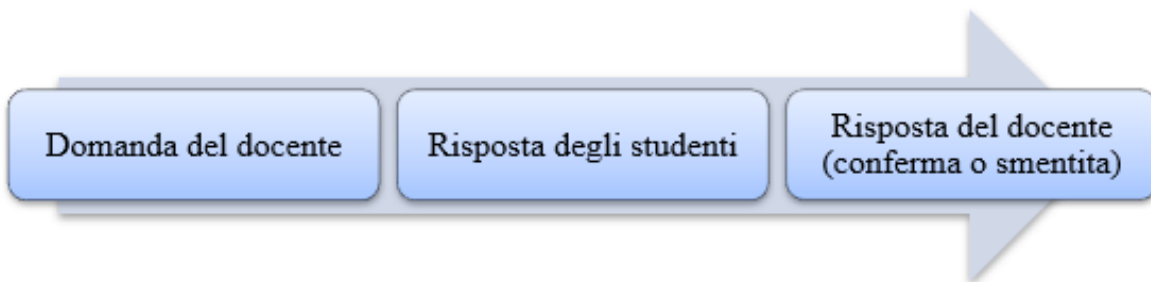 Domanda del docente
Risposta degli studenti
Risposta del docente
(conferma o smentita)